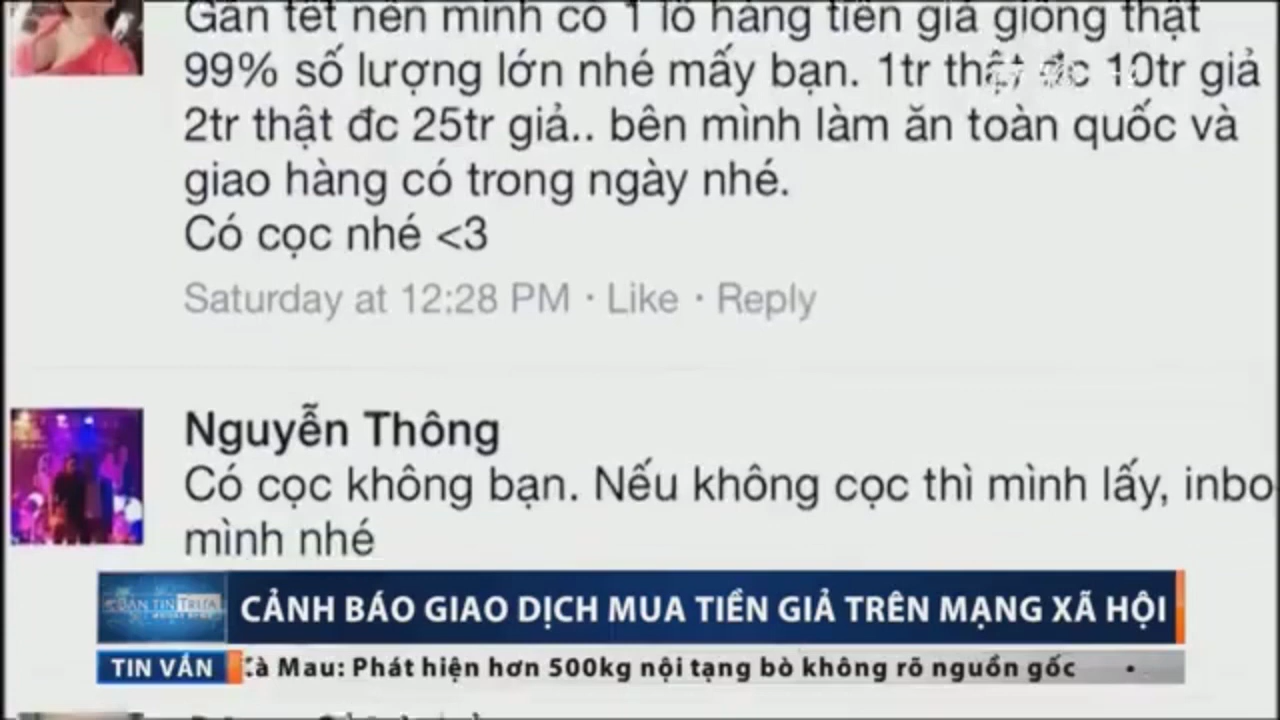 Gần tết nên mình có 1 lô hàng tiền giả giống thật
99% số lượng lớn nhé mấy bạn. 1tr thật đc 10tr giả
2tr thật đc 25tr giả.. bên mình làm ăn toàn quốc và
giao hàng có trong ngày nhé.
Có cọc nhé <3
Saturday at 12:28 PM · Like · Reply
Nguyễn Thông
Có cọc không bạn. Nếu không cọc thì mình lấy, inbo
mình nhé
BẢN TIN TRƯA
CẢNH BÁO GIAO DỊCH MUA TIỀN GIẢ TRÊN MẠNG XÃ HỘI
TIN VẮN
Cà Mau: Phát hiện hơn 500kg nội tạng bò không rõ nguồn gốc